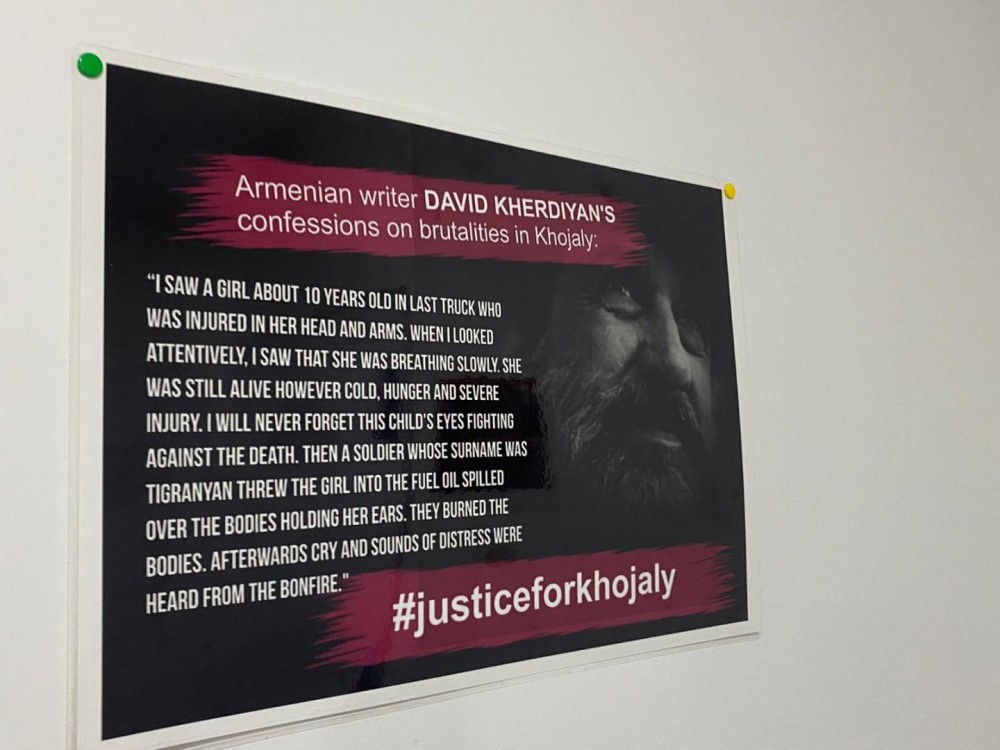 Armenian writer DAVID KHERDIYAN'S
confessions on brutalities in Khojaly:
“I SAW A GIRL ABOUT 10 YEARS OLD IN LAST TRUCK WHO
WAS INJURED IN HER HEAD AND ARMS. WHEN I LOOKED
ATTENTIVELY, I SAW THAT SHE WAS BREATHING SLOWLY. SHE
WAS STILL ALIVE HOWEVER COLD, HUNGER AND SEVERE
INJURY. I WILL NEVER FORGET THIS CHILD'S EYES FIGHTING
AGAINST THE DEATH. THEN A SOLDIER WHOSE SURNAME WAS
TIGRANYAN THREW THE GIRL INTO THE FUEL OIL SPILLED
OVER THE BODIES HOLDING HER EARS. THEY BURNED THE
BODIES. AFTERWARDS CRY AND SOUNDS OF DISTRESS WERE
HEARD FROM THE BONFIRE."
#justiceforkhojaly